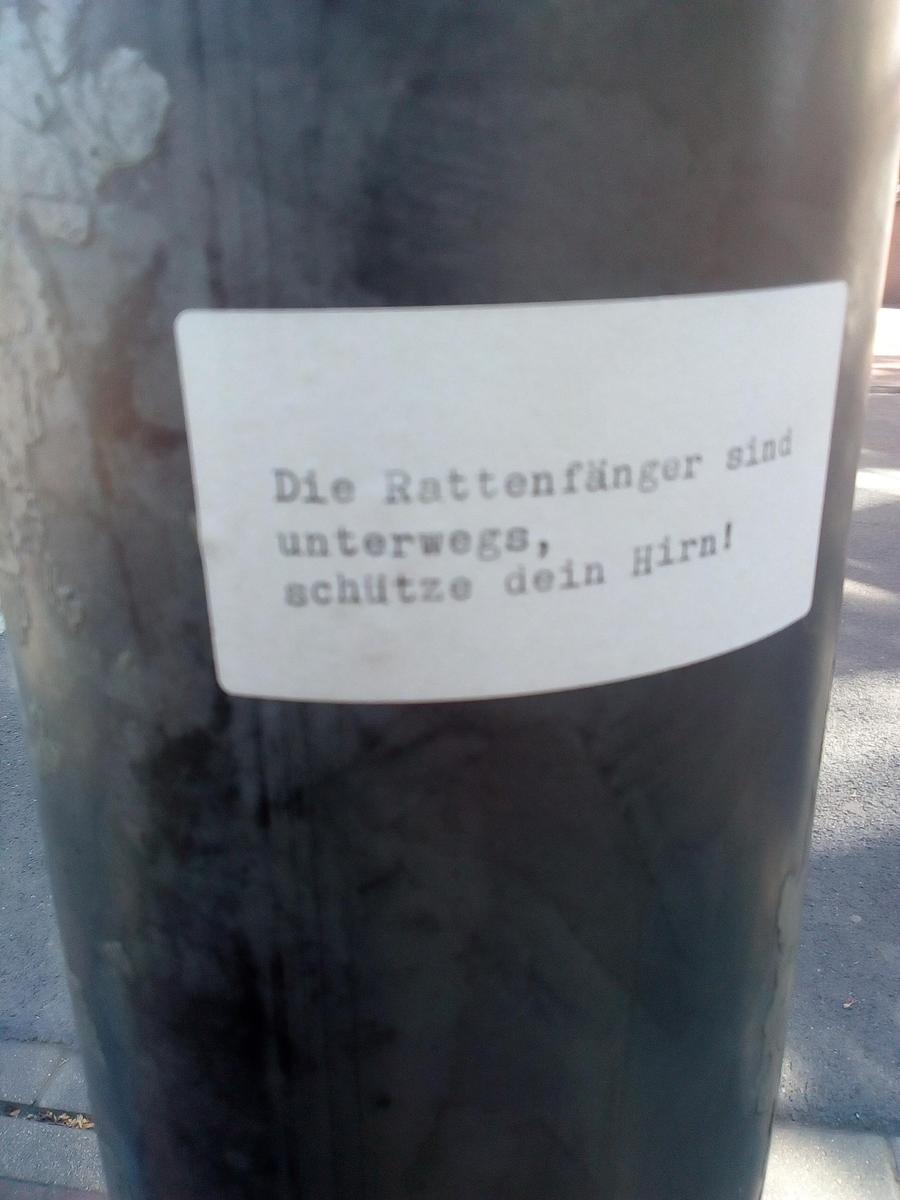 Die Rattenfänger sind
unterwegs,
schütze dein Hirn!